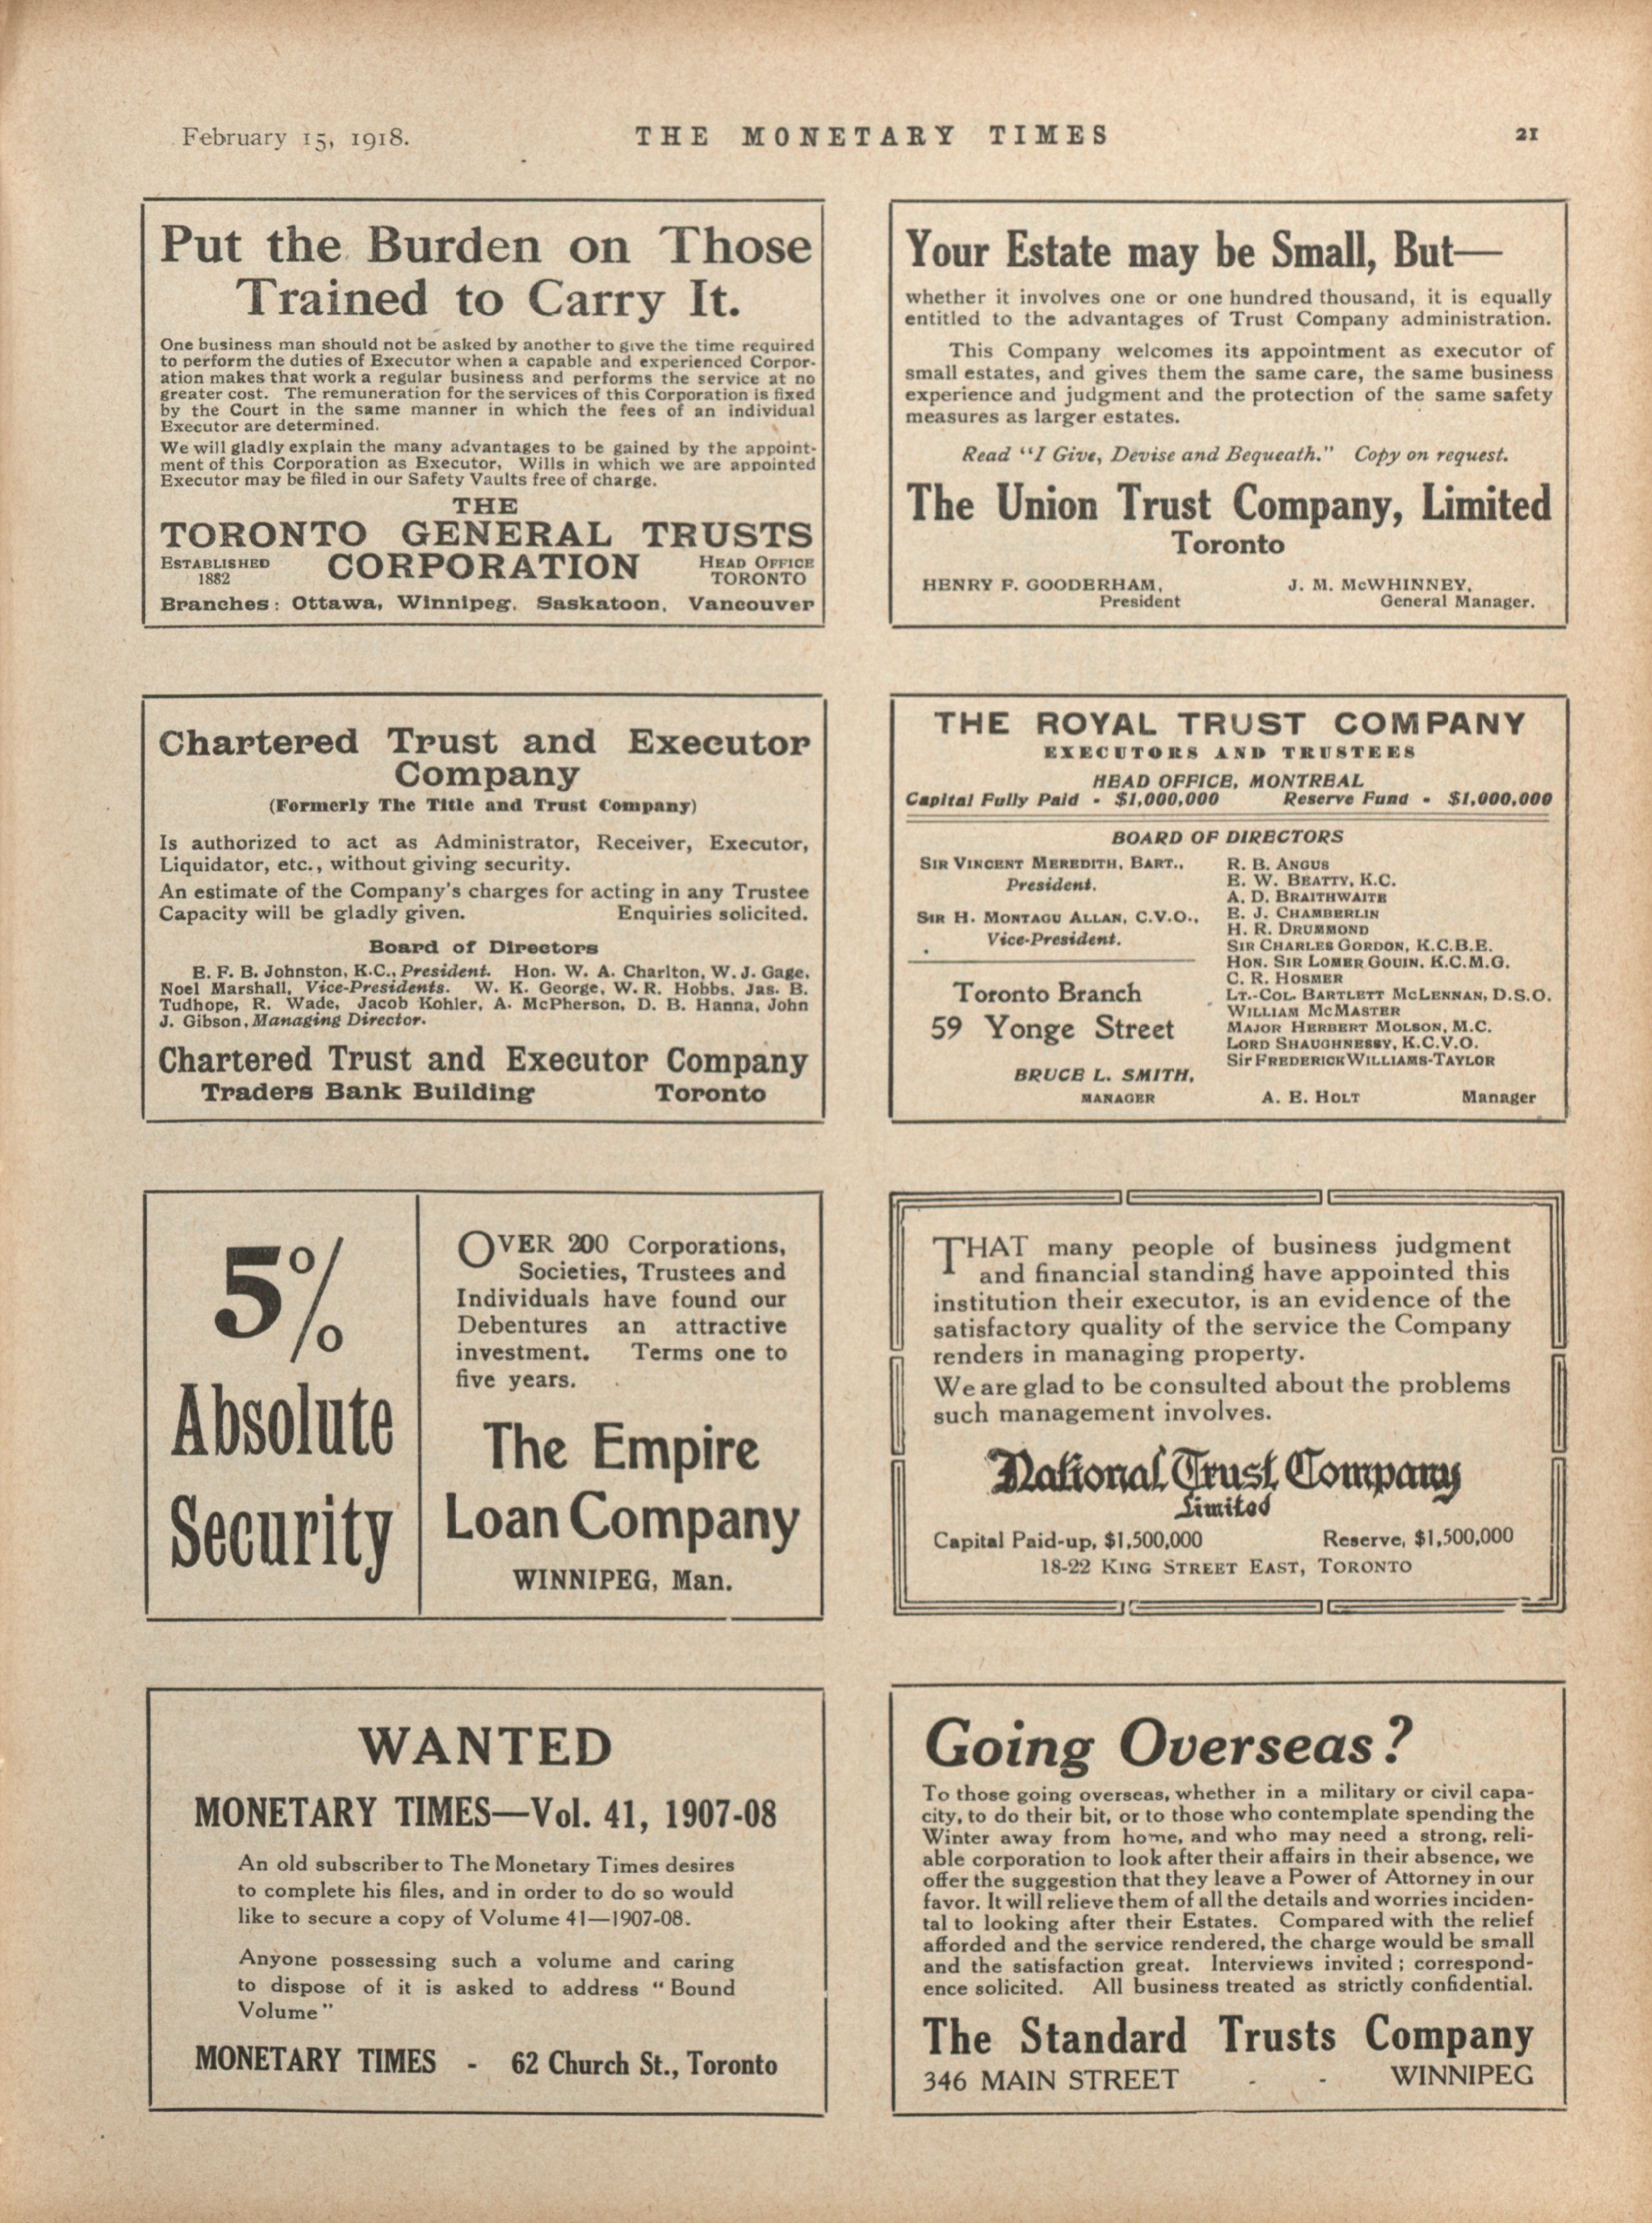 February 15, 1918.
THE MONETARY TIMES
21
Put the Burden on Those
Trained to Carry It.
One business man should not be asked by another to give the time required
to perform the duties of Executor when a capable and experienced Corpor-
ation makes that work a regular business and performs the service at no
greater cost. The remuneration for the services of this Corporation is fixed
by the Court in the same manner in which the fees of an individual
Executor are determined.
We will gladly explain the many advantages to be gained by the appoint-
ment of this Corporation as Executor, Wills in which we are appointed
Executor may be filed in our Safety Vaults free of charge.
THE
TORONTO GENERAL TRUSTS
ESTABLISHED 1882 CORPORATION HEAD OFFICE TORONTO
Branches: Ottawa, Winnipeg, Saskatoon, Vancouver
Your Estate may be Small, But—
whether it involves one or one hundred thousand, it is equally
entitled to the advantages of Trust Company administration.
This Company welcomes its appointment as executor of
small estates, and gives them the same care, the same business
experience and judgment and the protection of the same safety
measures as larger estates.
Read "I Give, Devise and Bequeath." Copy on request.
The Union Trust Company, Limited
Toronto
HENRY F. GOODERHAM, J. M. McWHINNEY,
President General Manager.
Chartered Trust and Executor
Company
(Formerly The Title and Trust Company)
Is authorized to act as Administrator, Receiver, Executor,
Liquidator, etc., without giving security.
An estimate of the Company's charges for acting in any Trustee
Capacity will be gladly given. Enquiries solicited.
Board of Directors
E. F. B. Johnston, K.C., President. Hon. W. A. Charlton, W. J. Gage,
Noel Marshall, Vice-Presidents. W. K. George, W. R. Hobbs, Jas. B.
Tudhope, R. Wade, Jacob Kohler, A. McPherson, D. B. Hanna, John
J. Gibson, Managing Director.
Chartered Trust and Executor Company
Traders Bank Building Toronto
THE ROYAL TRUST COMPANY
EXECUTORS AND TRUSTEES
HEAD OFFICE, MONTREAL
Capital Fully Paid - $1,000,000 Reserve Fund - $1,000,000
BOARD OF DIRECTORS
SIR VINCENT MEREDITH, BART.,
President.
SIR H. MONTAGU ALLAN, C.V.O.,
Vice-President.
Toronto Branch
59 Yonge Street
BRUCE L. SMITH,
MANAGER
R. B. ANGUS
E. W. BEATTY, K.C.
A. D. BRAITHWAITE
E. J. CHAMBERLIN
H. R. DRUMMOND
SIR CHARLES GORDON, K.C.B.E.
HON. SIR LOMER GOUIN, K.C.M.G.
C. R. HOSMER
LT.-COL. BARTLETT McLENNAN, D.S.O.
WILLIAM McMASTER
MAJOR HERBERT MOLSON, M.C.
LORD SHAUGHNESSY, K.C.V.O.
Sir FREDERICK WILLIAMS-TAYLOR
A. E. HOLT Manager
5%
Absolute
Security
OVER 200 Corporations,
Societies, Trustees and
Individuals have found our
Debentures an attractive
investment. Terms one to
five years.
The Empire
Loan Company
WINNIPEG, Man.
THAT many people of business judgment
and financial standing have appointed this
institution their executor, is an evidence of the
satisfactory quality of the service the Company
renders in managing property.
We are glad to be consulted about the problems
such management involves.
National Trust Company
Limited
Capital Paid-up, $1,500,000 Reserve, $1,500,000
18-22 KING STREET EAST, TORONTO
WANTED
MONETARY TIMES—Vol. 41, 1907-08
An old subscriber to The Monetary Times desires
to complete his files, and in order to do so would
like to secure a copy of Volume 41—1907-08.
Anyone possessing such a volume and caring
to dispose of it is asked to address "Bound
Volume"
MONETARY TIMES - 62 Church St., Toronto
Going Overseas?
To those going overseas, whether in a military or civil capa-
city, to do their bit, or to those who contemplate spending the
Winter away from home, and who may need a strong, reli-
able corporation to look after their affairs in their absence, we
offer the suggestion that they leave a Power of Attorney in our
favor. It will relieve them of all the details and worries inciden-
tal to looking after their Estates. Compared with the relief
afforded and the service rendered, the charge would be small
and the satisfaction great. Interviews invited; correspond-
ence solicited. All business treated as strictly confidential.
The Standard Trusts Company
346 MAIN STREET - - WINNIPEG